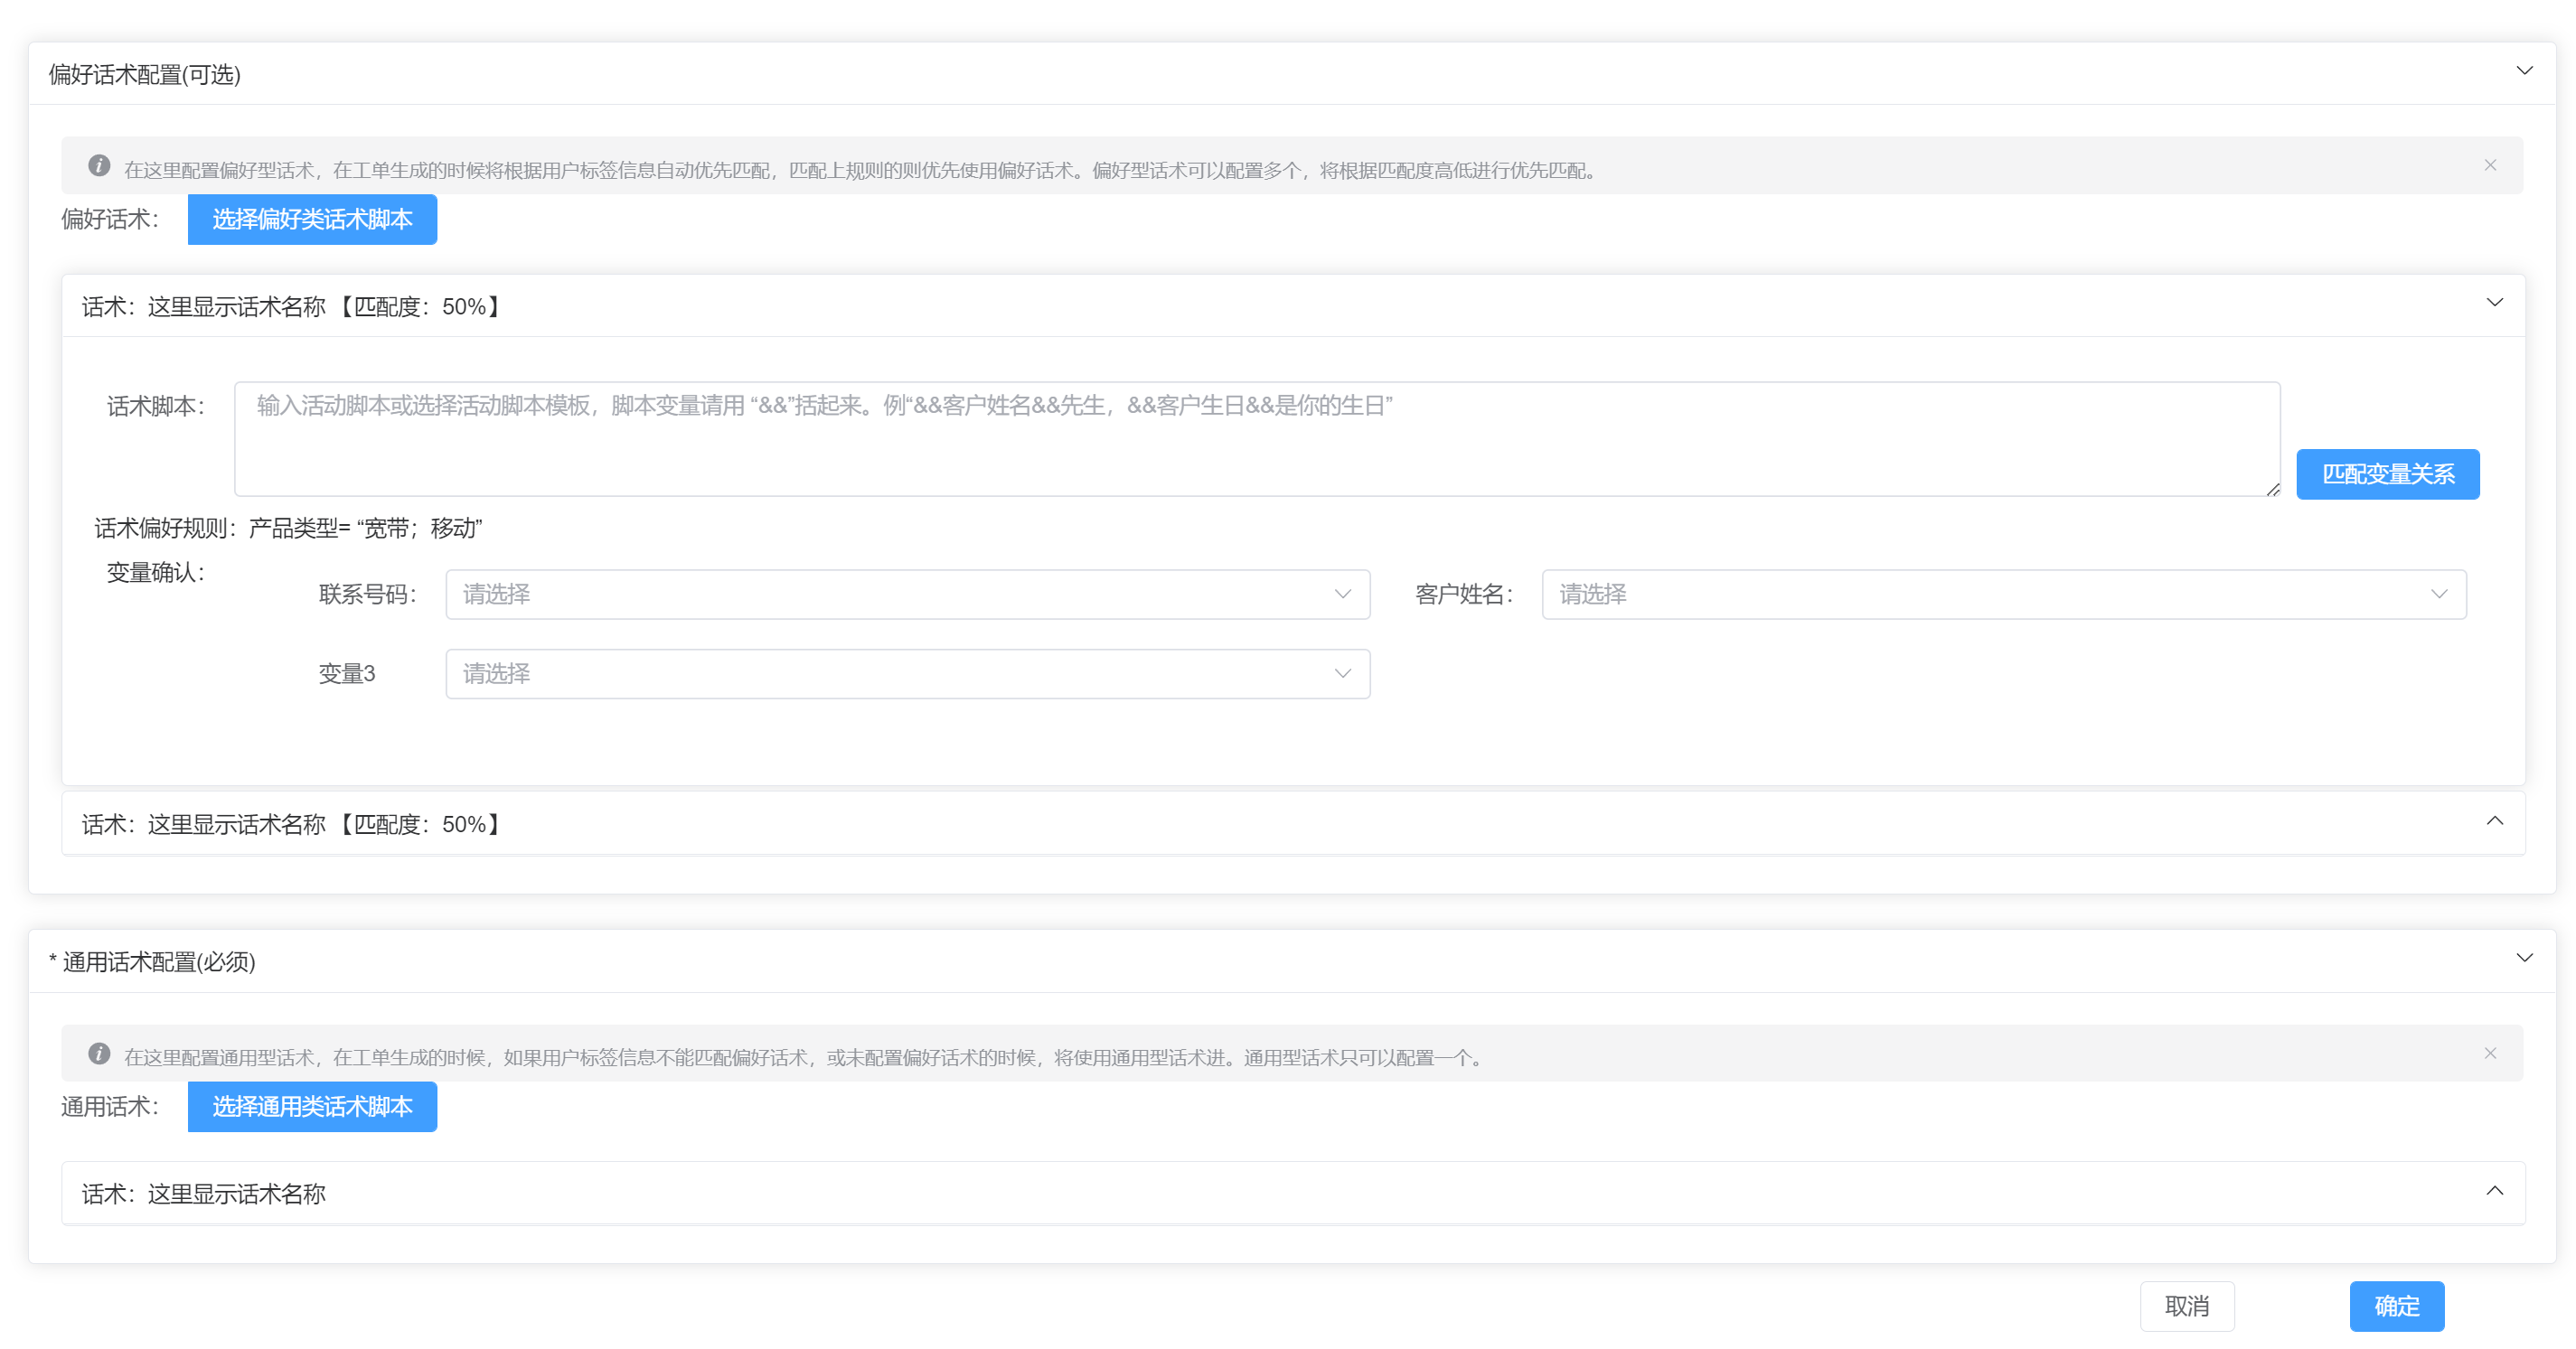 偏好话术配置(可选)
在这里配置偏好型话术，在工单生成的时候将根据用户标签信息自动优先匹配，匹配上规则的则优先使用偏好话术。偏好型话术可以配置多个，将根据匹配度高低进行优先匹配。
偏好话术： 选择偏好类话术脚本
话术：这里显示话术名称 【匹配度：50%】
话术脚本： 输入活动脚本或选择活动脚本模板，脚本变量请用 “&&”括起来。例“&&客户姓名&&先生，&&客户生日&&是你的生日”
匹配变量关系
话术偏好规则：产品类型= “宽带；移动”
变量确认：
联系号码： 请选择 客户姓名： 请选择
变量3 请选择
话术：这里显示话术名称 【匹配度：50%】
* 通用话术配置(必须)
在这里配置通用型话术，在工单生成的时候，如果用户标签信息不能匹配偏好话术，或未配置偏好话术的时候，将使用通用型话术进。通用型话术只可以配置一个。
通用话术： 选择通用类话术脚本
话术：这里显示话术名称
取消 确定